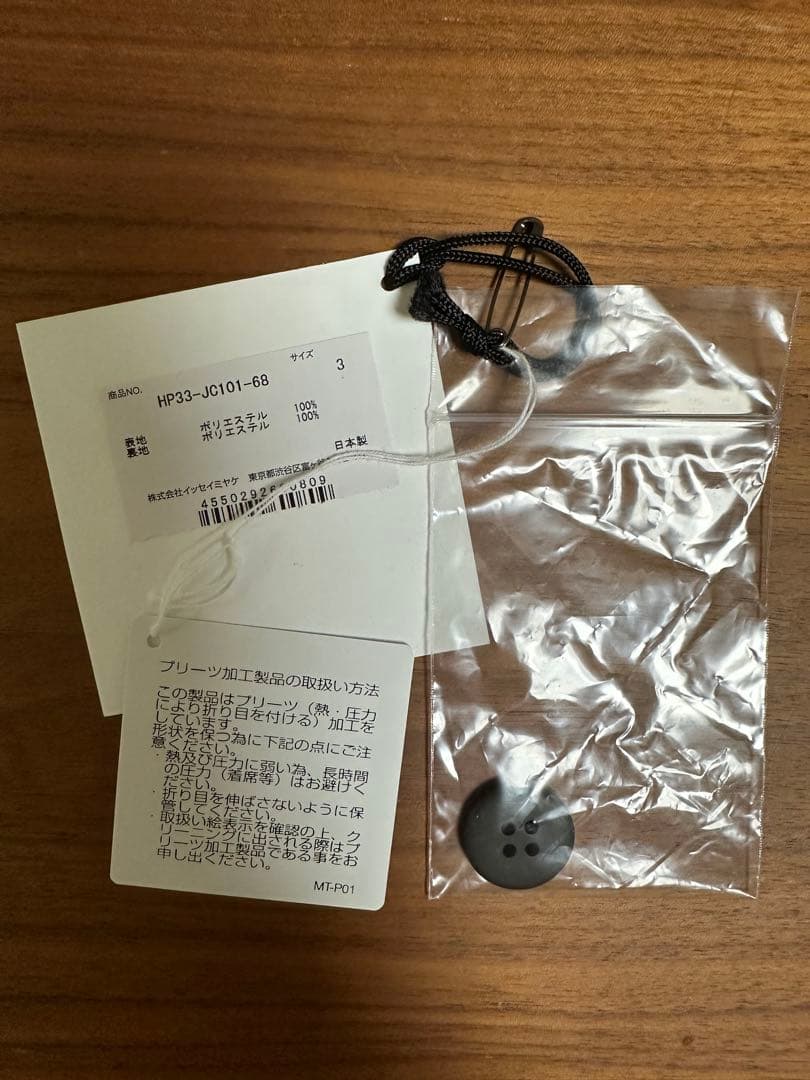 商品NO. HP33-JC101-68 サイズ 3
表地 ポリエステル 100%
裏地 ポリエステル 100%
日本製
株式会社イッセイミヤケ 東京都渋谷区富ヶ
プリーツ加工製品の取扱い方法
この製品はプリーツ（熱・圧力
により折り目を付ける）加工を
しています。
形状を保つ為に下記の点にご注
意ください。
・熱及び圧力に弱い為、長時間
の圧力（着席等）はお避けく
ださい。
・折り目を伸ばさないように保
管してください。
・取扱い絵表示を確認の上、ク
リーニングに出される際はプ
リーツ加工製品である事をお
申し出ください。
MT-P01